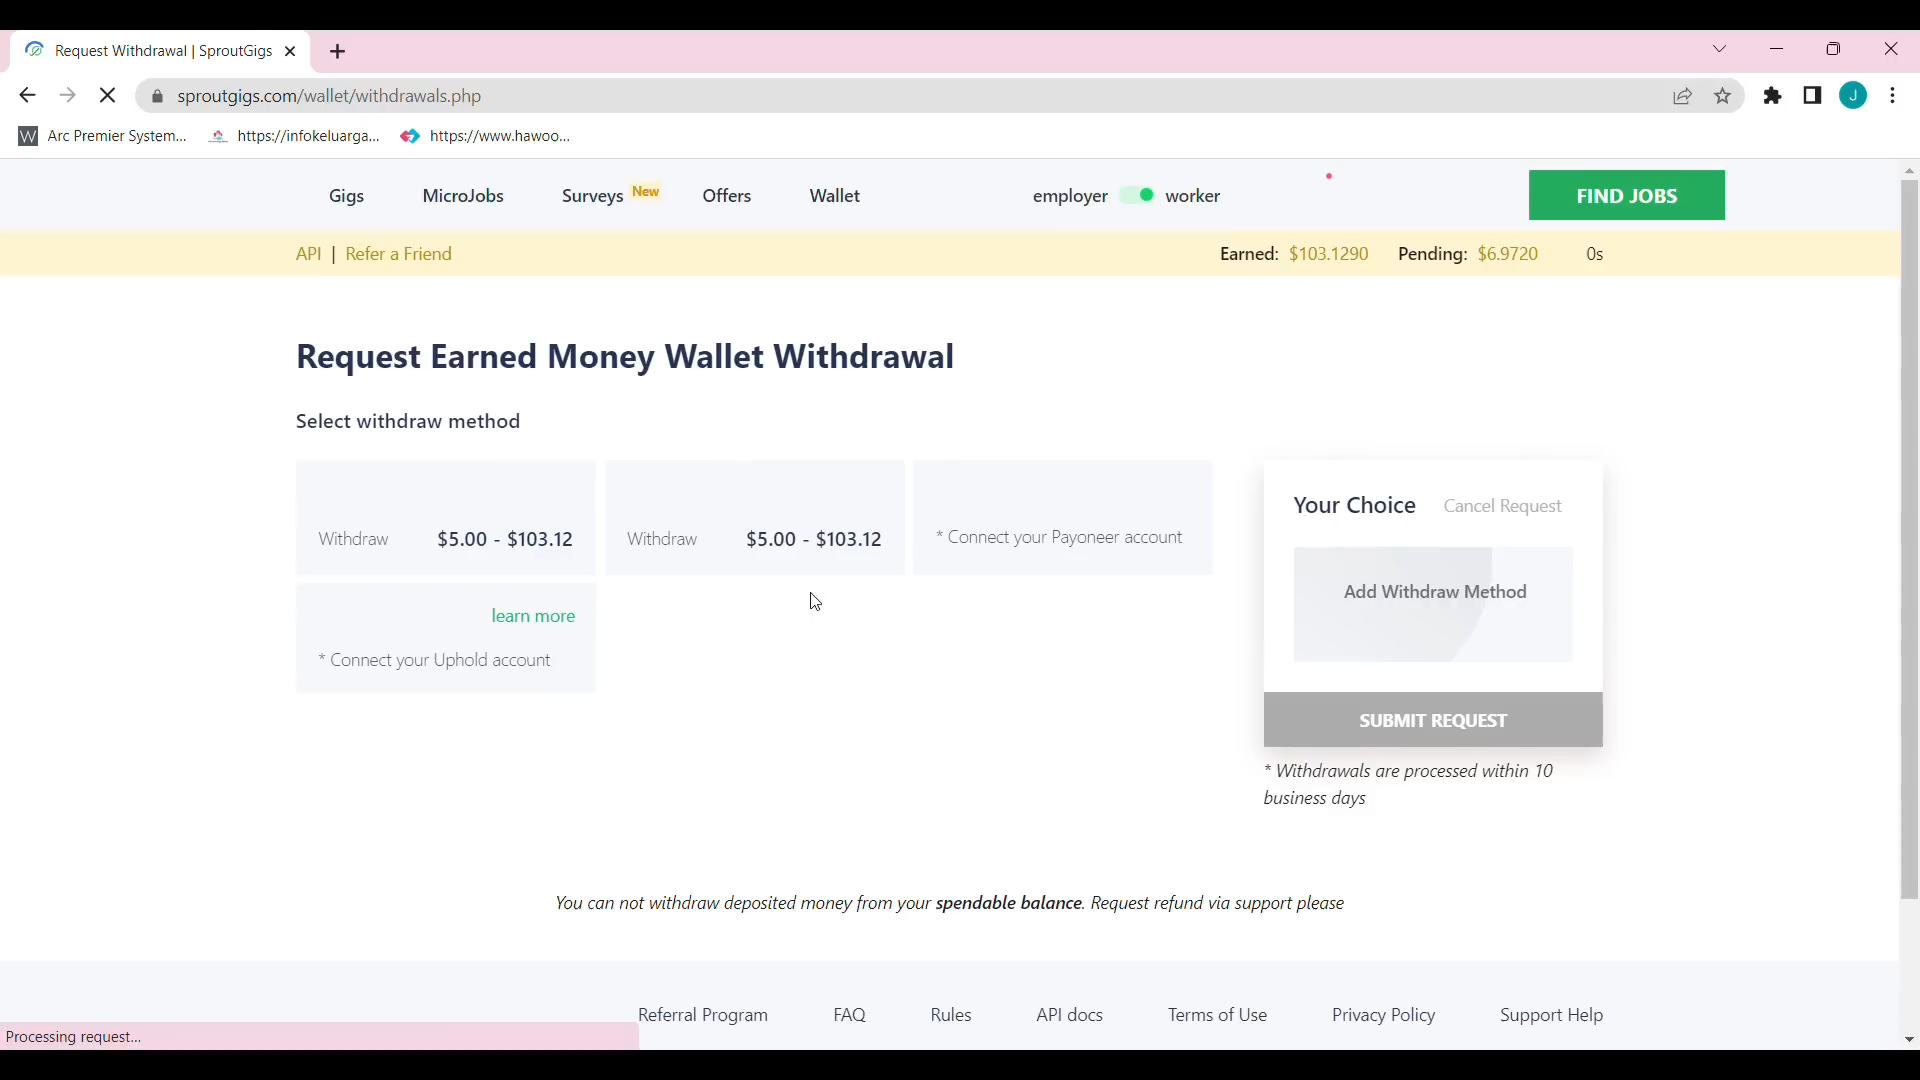 Request Withdrawal | SproutGigs
sproutgigs.com/wallet/withdrawals.php
J
W Arc Premier System... https://infokeluarga... https://www.hawoo...
Gigs MicroJobs Surveys New Offers Wallet employer worker FIND JOBS
API | Refer a Friend Earned: $103.1290 Pending: $6.9720 0s
Request Earned Money Wallet Withdrawal
Select withdraw method
Withdraw $5.00 - $103.12
Withdraw $5.00 - $103.12
* Connect your Payoneer account
learn more
* Connect your Uphold account
Your Choice Cancel Request
Add Withdraw Method
SUBMIT REQUEST
* Withdrawals are processed within 10
business days
You can not withdraw deposited money from your spendable balance. Request refund via support please
Referral Program FAQ Rules API docs Terms of Use Privacy Policy Support Help
Processing request...